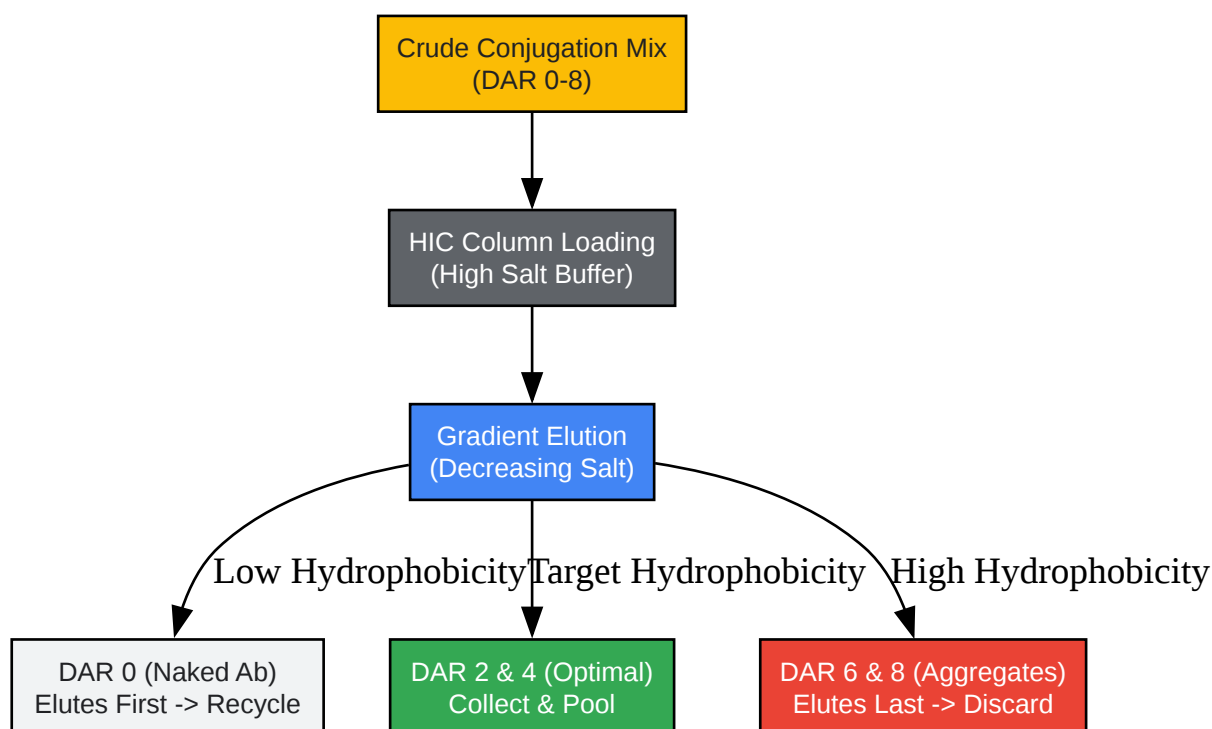 Crude Conjugation Mix
(DAR 0-8)
HIC Column Loading
(High Salt Buffer)
Gradient Elution
(Decreasing Salt)
Low Hydrophobicity
Target Hydrophobicity
High Hydrophobicity
DAR 0 (Naked Ab)
Elutes First -> Recycle
DAR 2 & 4 (Optimal)
Collect & Pool
DAR 6 & 8 (Aggregates)
Elutes Last -> Discard